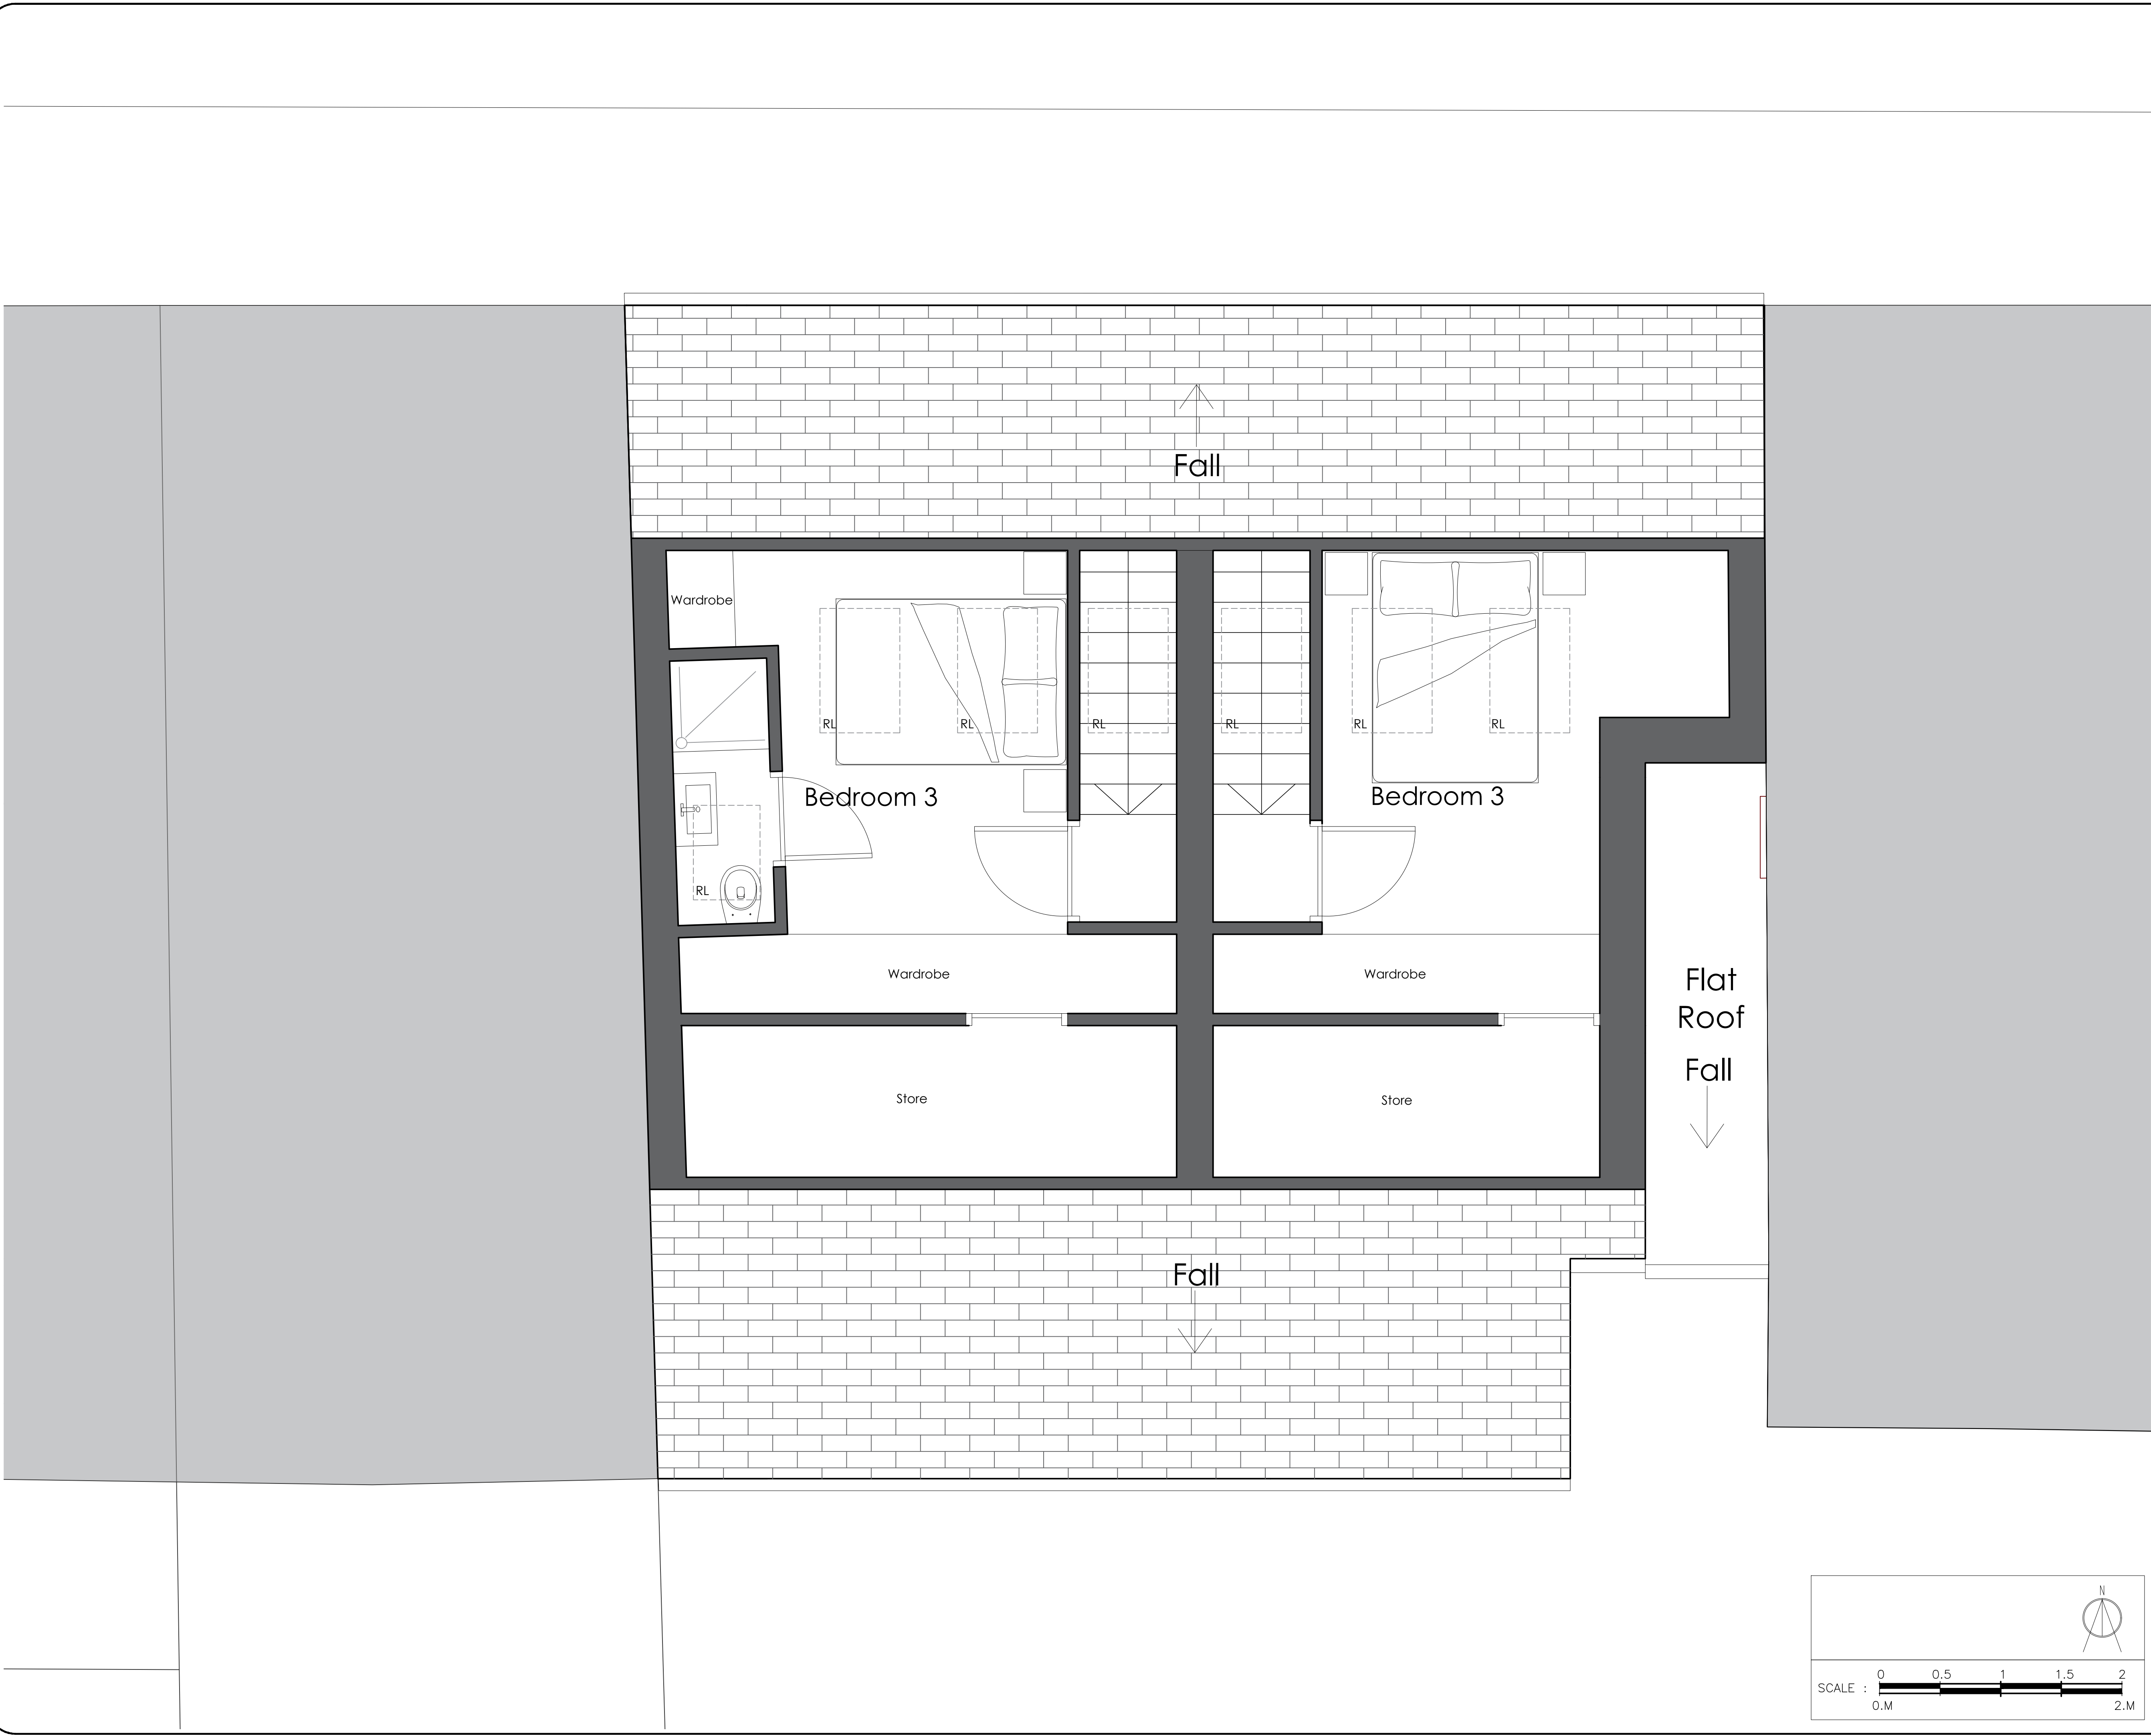 Fall
Wardrobe
RL
RL
RL
RL
RL
RL
Bedroom 3
Bedroom 3
RL
Wardrobe
Wardrobe
Flat
Roof
Fall
Store
Store
Fall
N
SCALE :
0 0.5 1 1.5 2
0.M 2.M